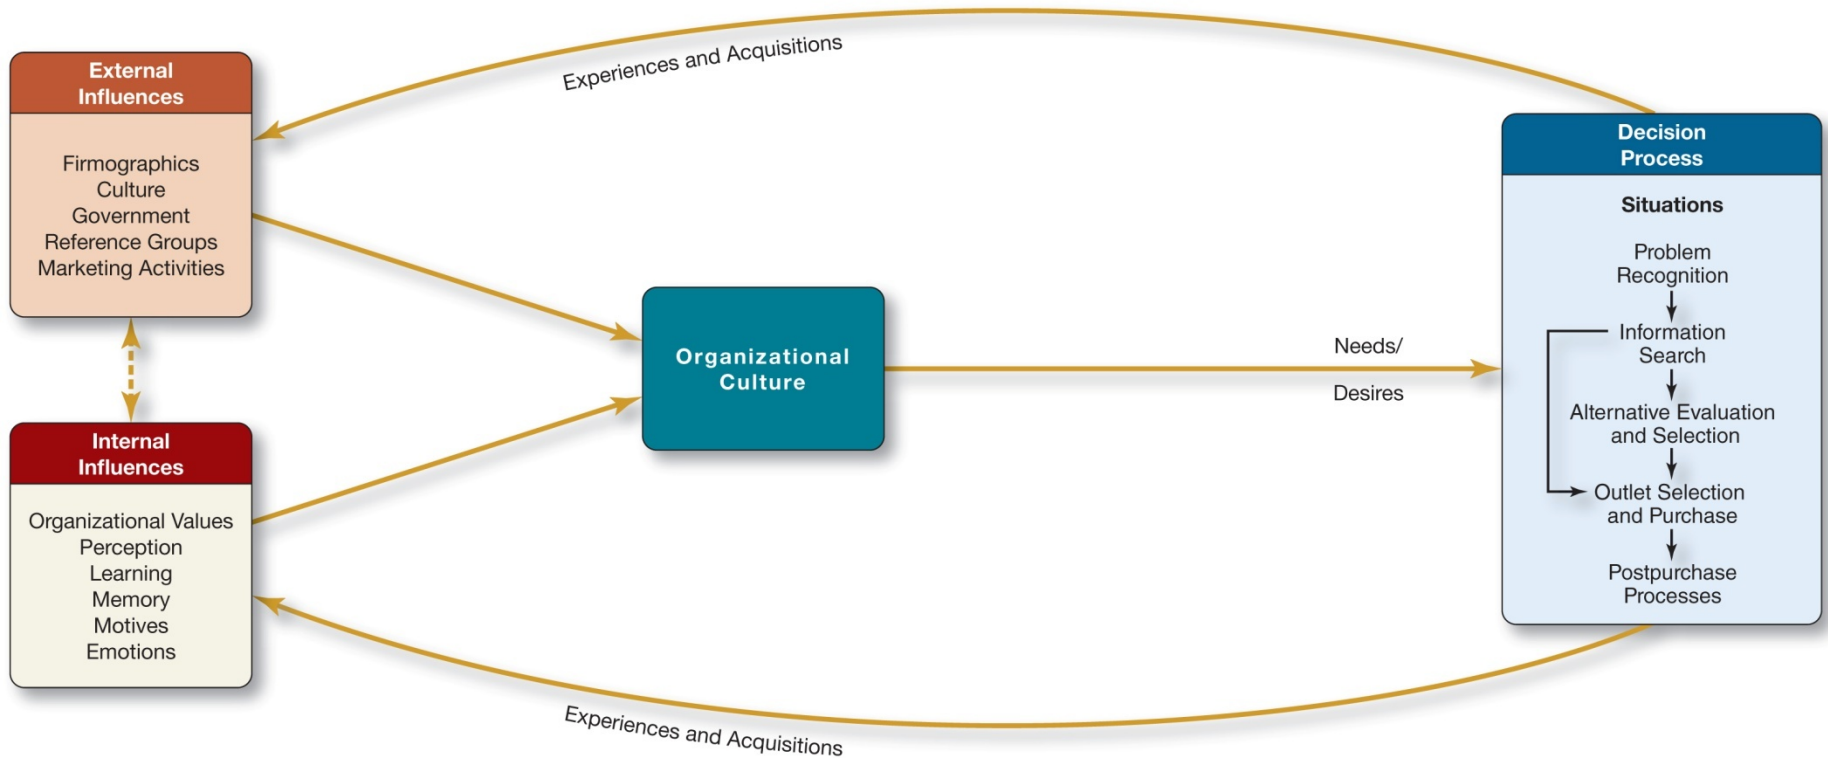 Experiences and Acquisitions
External
Influences
Firmographics
Culture
Government
Reference Groups
Marketing Activities
Internal
Influences
Organizational Values
Perception
Learning
Memory
Motives
Emotions
Organizational
Culture
Needs/
Desires
Decision
Process
Situations
Problem
Recognition
Information
Search
Alternative Evaluation
and Selection
Outlet Selection
and Purchase
Postpurchase
Processes
Experiences and Acquisitions